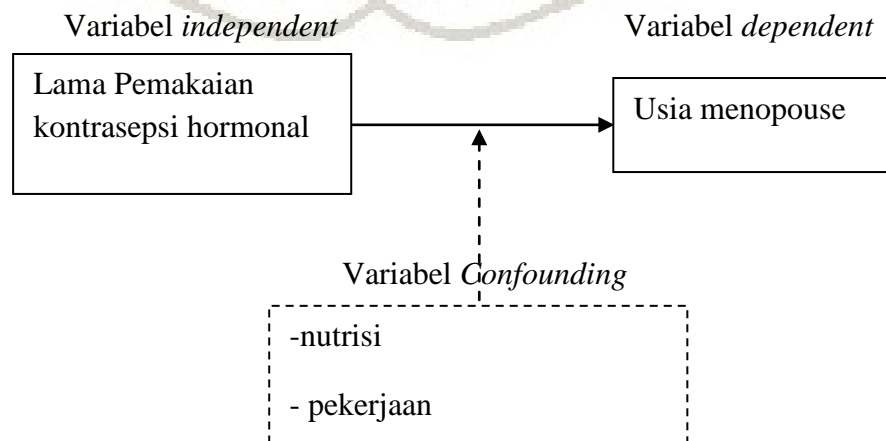 Variabel independent
Variabel dependent
Lama Pemakaian
kontrasepsi hormonal
Usia menopouse
Variabel Confounding
-nutrisi
- pekerjaan